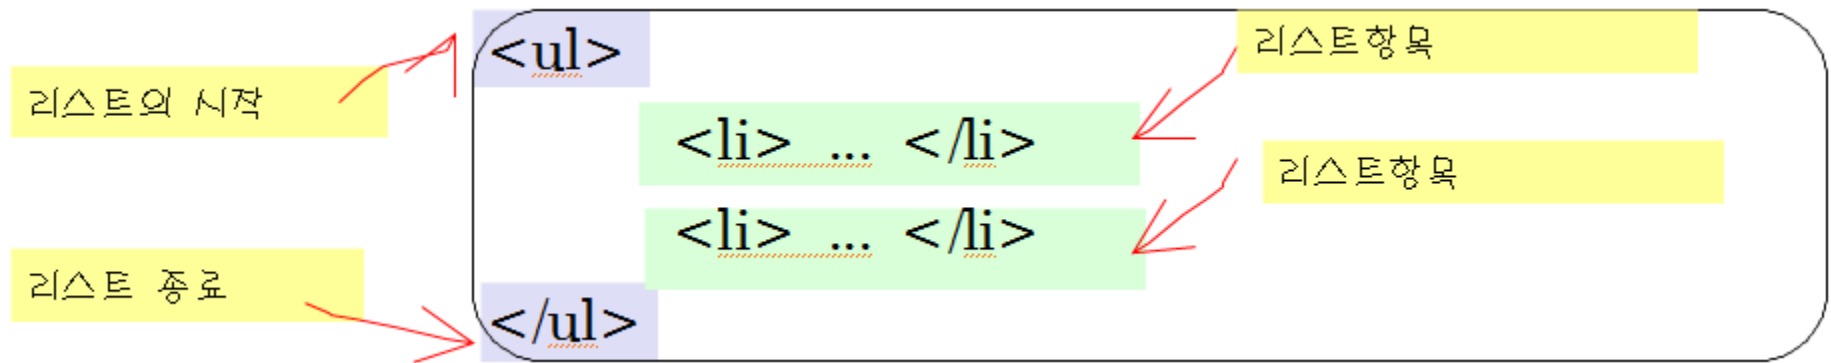 <ul>
리스트항목
리스트의 시작
<li> ... </li>
리스트항목
<li> ... </li>
리스트 종료
</ul>